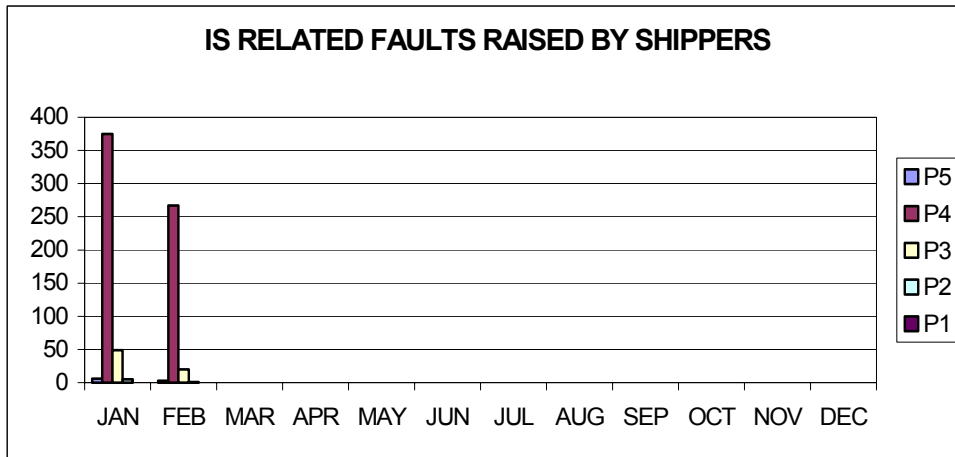 IS RELATED FAULTS RAISED BY SHIPPERS
400
350
300
250
200
150
100
50
0
JAN FEB MAR APR MAY JUN JUL AUG SEP OCT NOV DEC
P5
P4
P3
P2
P1